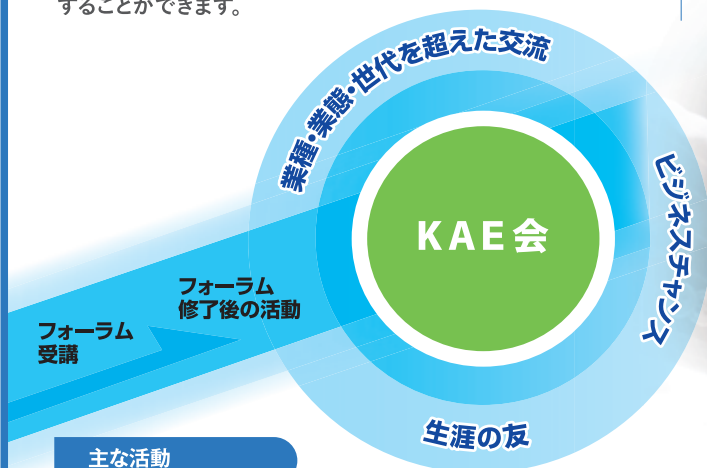 することができます。
業種・業態・世代を超えた交流
KAE会
ビジネスチャンス
フォーラム
修了後の活動
フォーラム
受講
生涯の友
主な活動